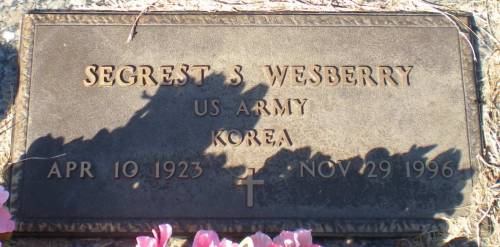 SEGREST S WESBERRY
US ARMY
KOREA
APR 10 1923 NOV 29 1996